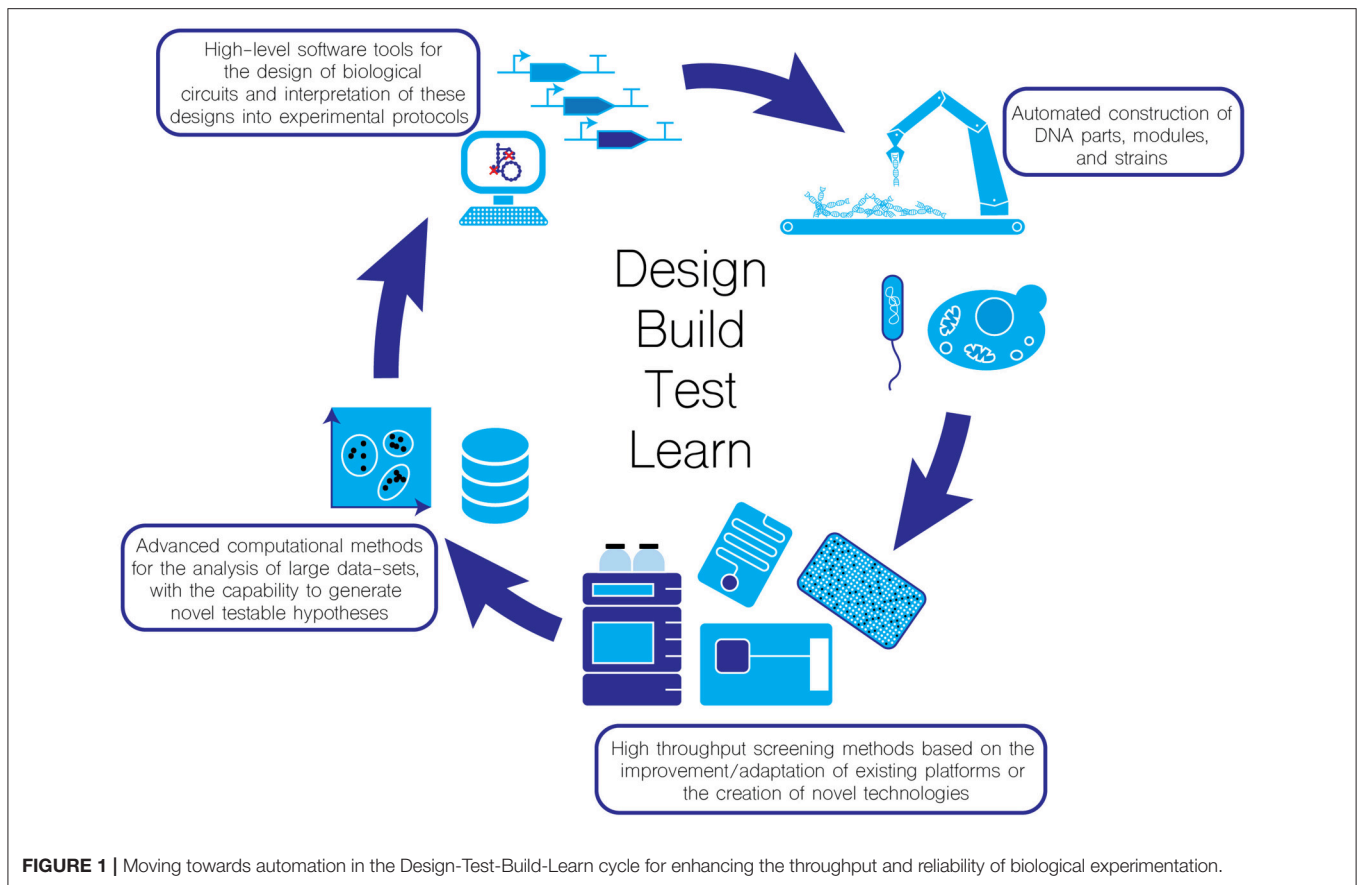 High-level software tools for
the design of biological
circuits and interpretation of these
designs into experimental protocols
Automated construction of
DNA parts, modules,
and strains
Design
Build
Test
Learn
Advanced computational methods
for the analysis of large data-sets,
with the capability to generate
novel testable hypotheses
High throughput screening methods based on the
improvement/adaptation of existing platforms or
the creation of novel technologies
FIGURE 1 | Moving towards automation in the Design-Test-Build-Learn cycle for enhancing the throughput and reliability of biological experimentation.